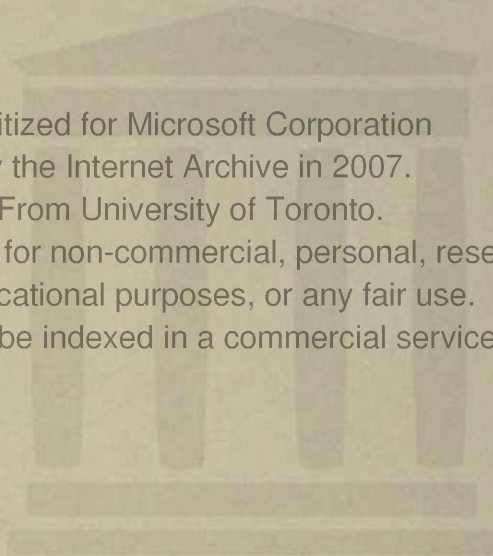 itized for Microsoft Corporation
the Internet Archive in 2007.
From University of Toronto.
for non-commercial, personal, rese
cational purposes, or any fair use.
be indexed in a commercial service